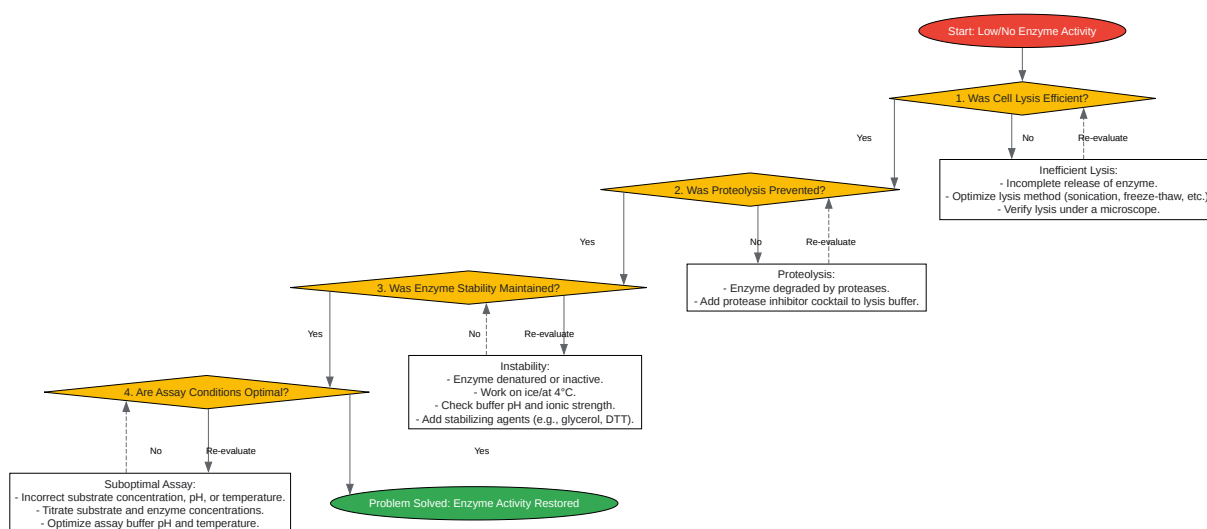 Start: Low/No Enzyme Activity
1. Was Cell Lysis Efficient?
Yes
No
Re-evaluate
Inefficient Lysis:
- Incomplete release of enzyme.
- Optimize lysis method (sonication, freeze-thaw, etc.)
- Verify lysis under a microscope.
2. Was Proteolysis Prevented?
Yes
No
Re-evaluate
Proteolysis:
- Enzyme degraded by proteases.
- Add protease inhibitor cocktail to lysis buffer.
3. Was Enzyme Stability Maintained?
Yes
No
Re-evaluate
Instability:
- Enzyme denatured or inactive.
- Work on ice/at 4°C.
- Check buffer pH and ionic strength.
- Add stabilizing agents (e.g., glycerol, DTT).
4. Are Assay Conditions Optimal?
No
Re-evaluate
Yes
Suboptimal Assay:
- Incorrect substrate concentration, pH, or temperature.
- Titrate substrate and enzyme concentrations.
- Optimize assay buffer pH and temperature.
Problem Solved: Enzyme Activity Restored